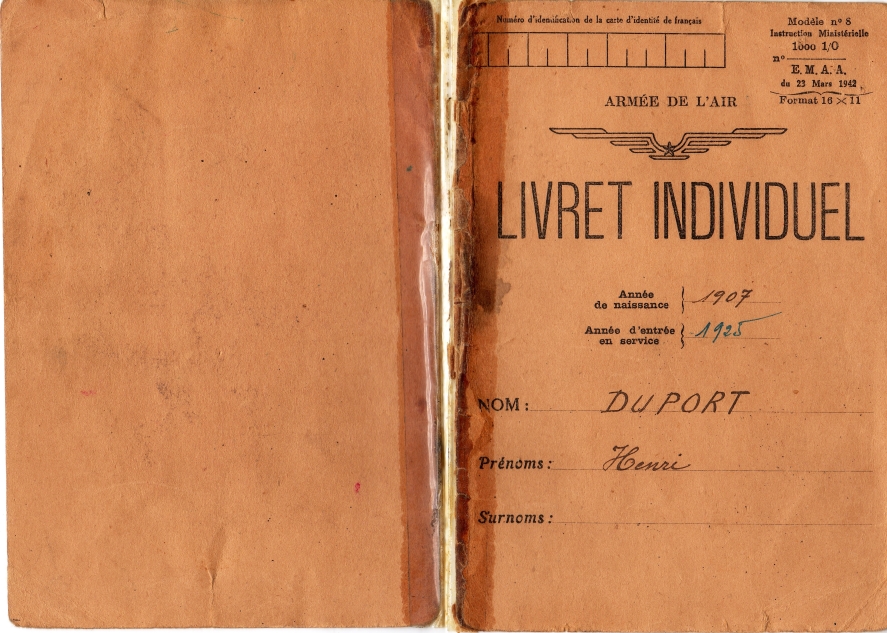 Numéro d'identification de la carte d'identité de français
Modèle nº 8
Instruction Ministérielle
1000 1/0
nº
E. M. A. A.
du 23 Mars 1942
Format 16 × 11
ARMÉE DE L'AIR
LIVRET INDIVIDUEL
Année de naissance } 1907
Année d'entrée en service } 1925
NOM : DUPORT
Prénoms : Henri
Surnoms :